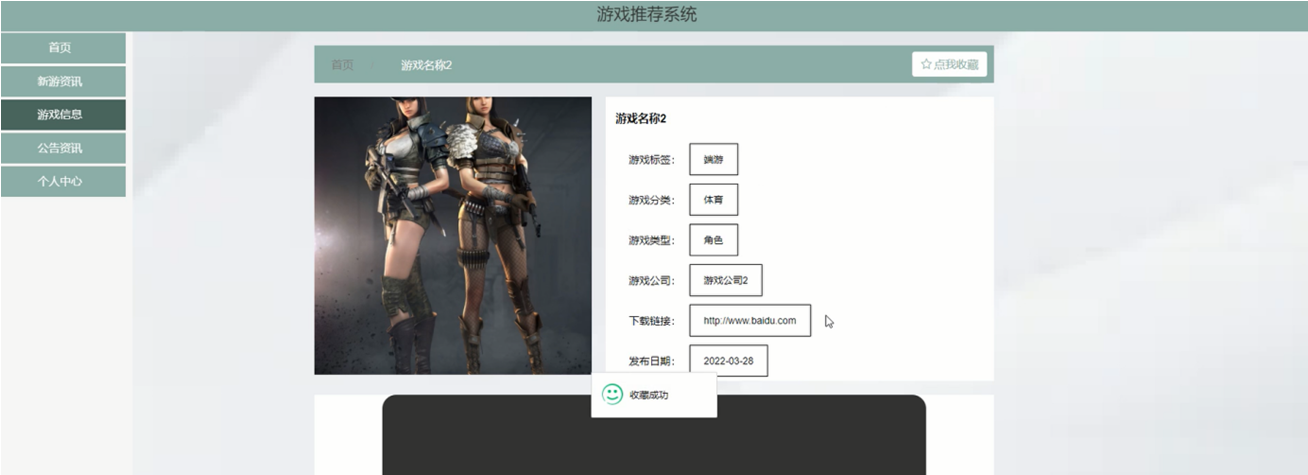 游戏推荐系统
首页
新游资讯
游戏信息
公告资讯
个人中心
首页 游戏名称2
点我收藏
游戏名称2
游戏标签： 端游
游戏分类： 体育
游戏类型： 角色
游戏公司： 游戏公司2
下载链接： http://www.baidu.com
发布日期： 2022-03-28
收藏成功